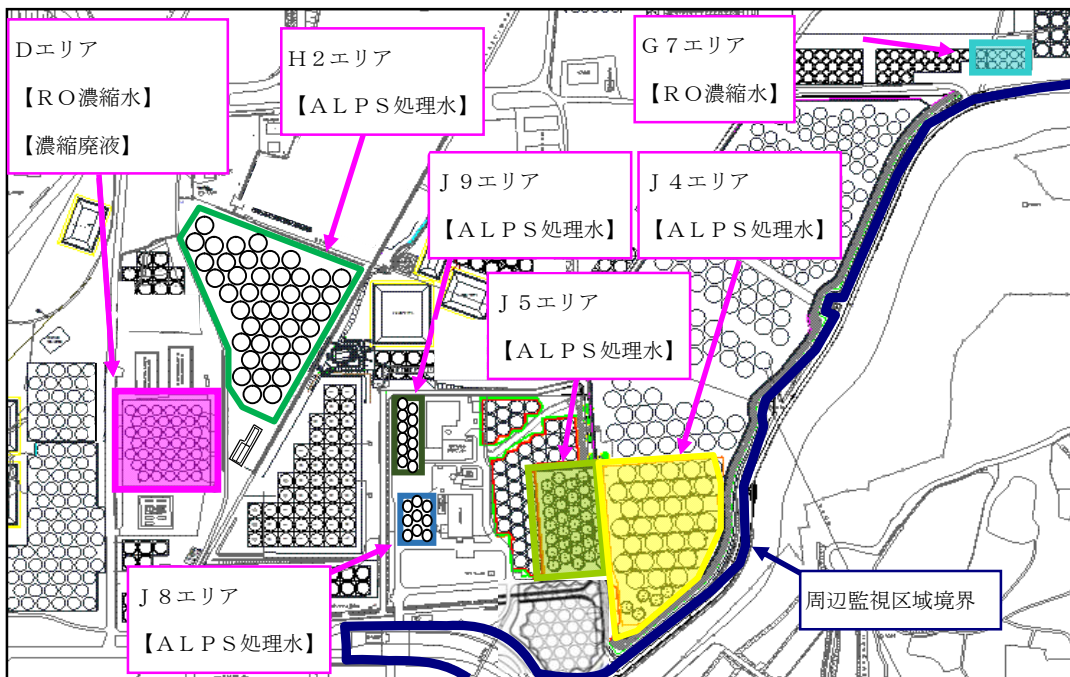 Dエリア
【RO濃縮水】
【濃縮廃液】
H2エリア
【ALPS処理水】
G7エリア
【RO濃縮水】
J9エリア
【ALPS処理水】
J4エリア
【ALPS処理水】
J5エリア
【ALPS処理水】
J8エリア
【ALPS処理水】
周辺監視区域境界